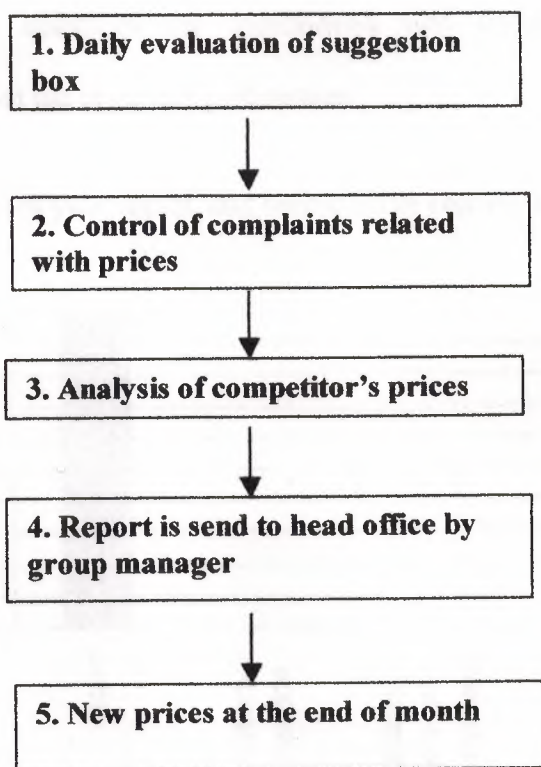 1. Daily evaluation of suggestion
box
2. Control of complaints related
with prices
3. Analysis of competitor's prices
4. Report is send to head office by
group manager
5. New prices at the end of month